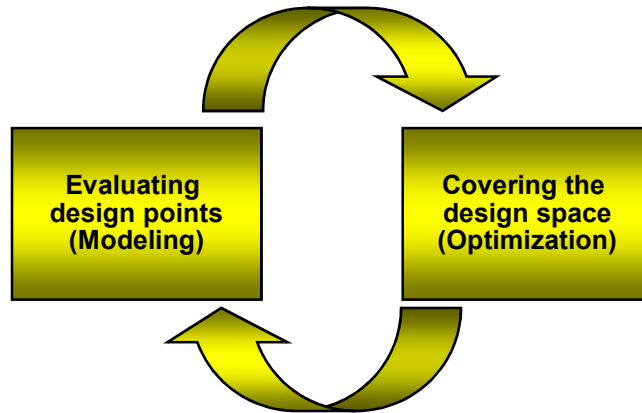 Evaluating
design points
(Modeling)
Covering the
design space
(Optimization)